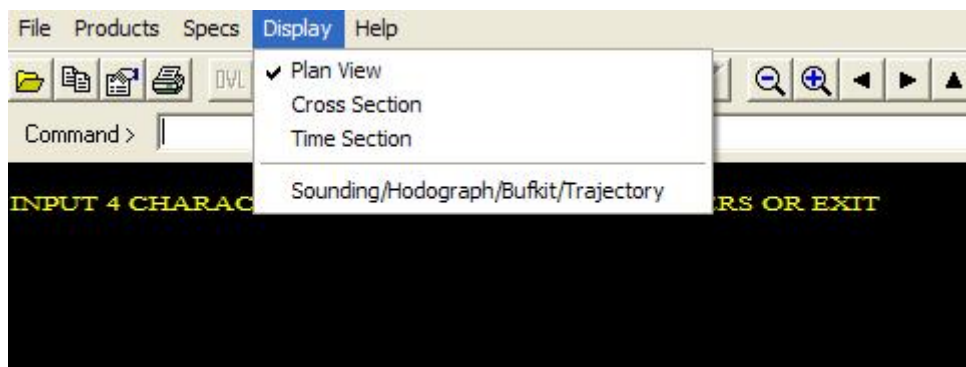 File Products Specs Display Help
DVL
✔ Plan View
Cross Section
Command >
Time Section
Sounding/Hodograph/Bufkit/Trajectory
INPUT 4 CHARAC RS OR EXIT